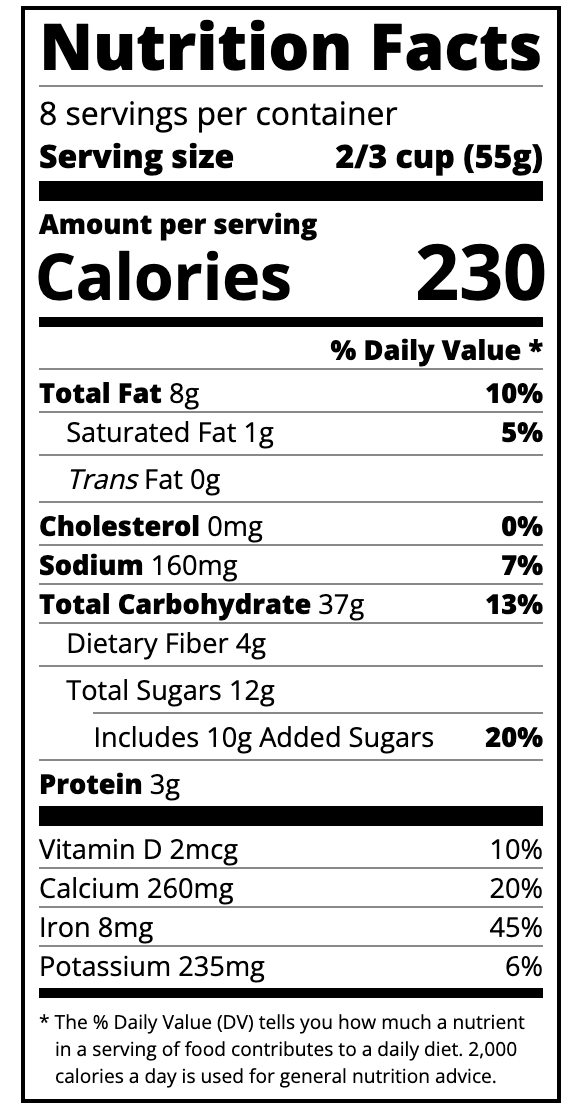 Nutrition Facts
8 servings per container
Serving size 2/3 cup (55g)
Amount per serving
Calories 230
% Daily Value *
Total Fat 8g 10%
Saturated Fat 1g 5%
Trans Fat 0g
Cholesterol 0mg 0%
Sodium 160mg 7%
Total Carbohydrate 37g 13%
Dietary Fiber 4g
Total Sugars 12g
Includes 10g Added Sugars 20%
Protein 3g
Vitamin D 2mcg 10%
Calcium 260mg 20%
Iron 8mg 45%
Potassium 235mg 6%
* The % Daily Value (DV) tells you how much a nutrient
in a serving of food contributes to a daily diet. 2,000
calories a day is used for general nutrition advice.